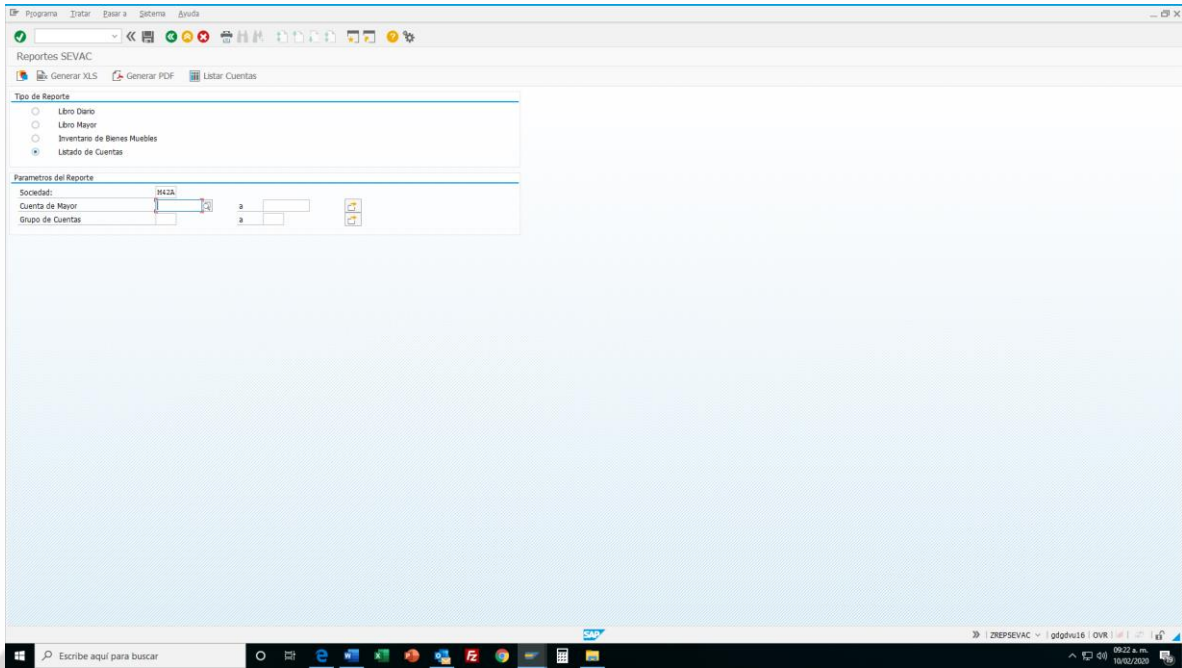 Programa Tratar Pasar a Sistema Ayuda
Reportes SEVAC
Generar XLS Generar PDF Listar Cuentas
Tipo de Reporte
Libro Diario
Libro Mayor
Inventario de Bienes Muebles
Listado de Cuentas
Parametros del Reporte
Sociedad: M42A
Cuenta de Mayor a
Grupo de Cuentas a
SAP
ZREPSEVAC gdgdvu16 OVR
Escribe aquí para buscar
09:22 a. m.
10/02/2020
19